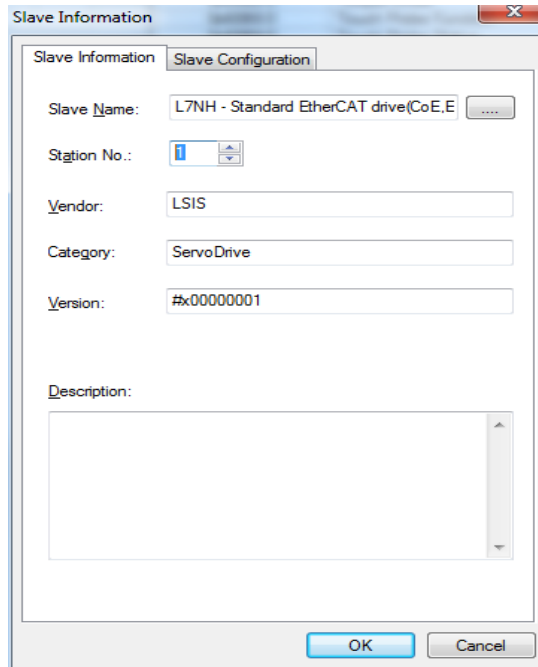 Slave Information
Slave Information
Slave Configuration
Slave Name:
L7NH - Standard EtherCAT drive(CoE,E
....
Station No.:
1
Vendor:
LSIS
Category:
ServoDrive
Version:
#x00000001
Description:
OK
Cancel